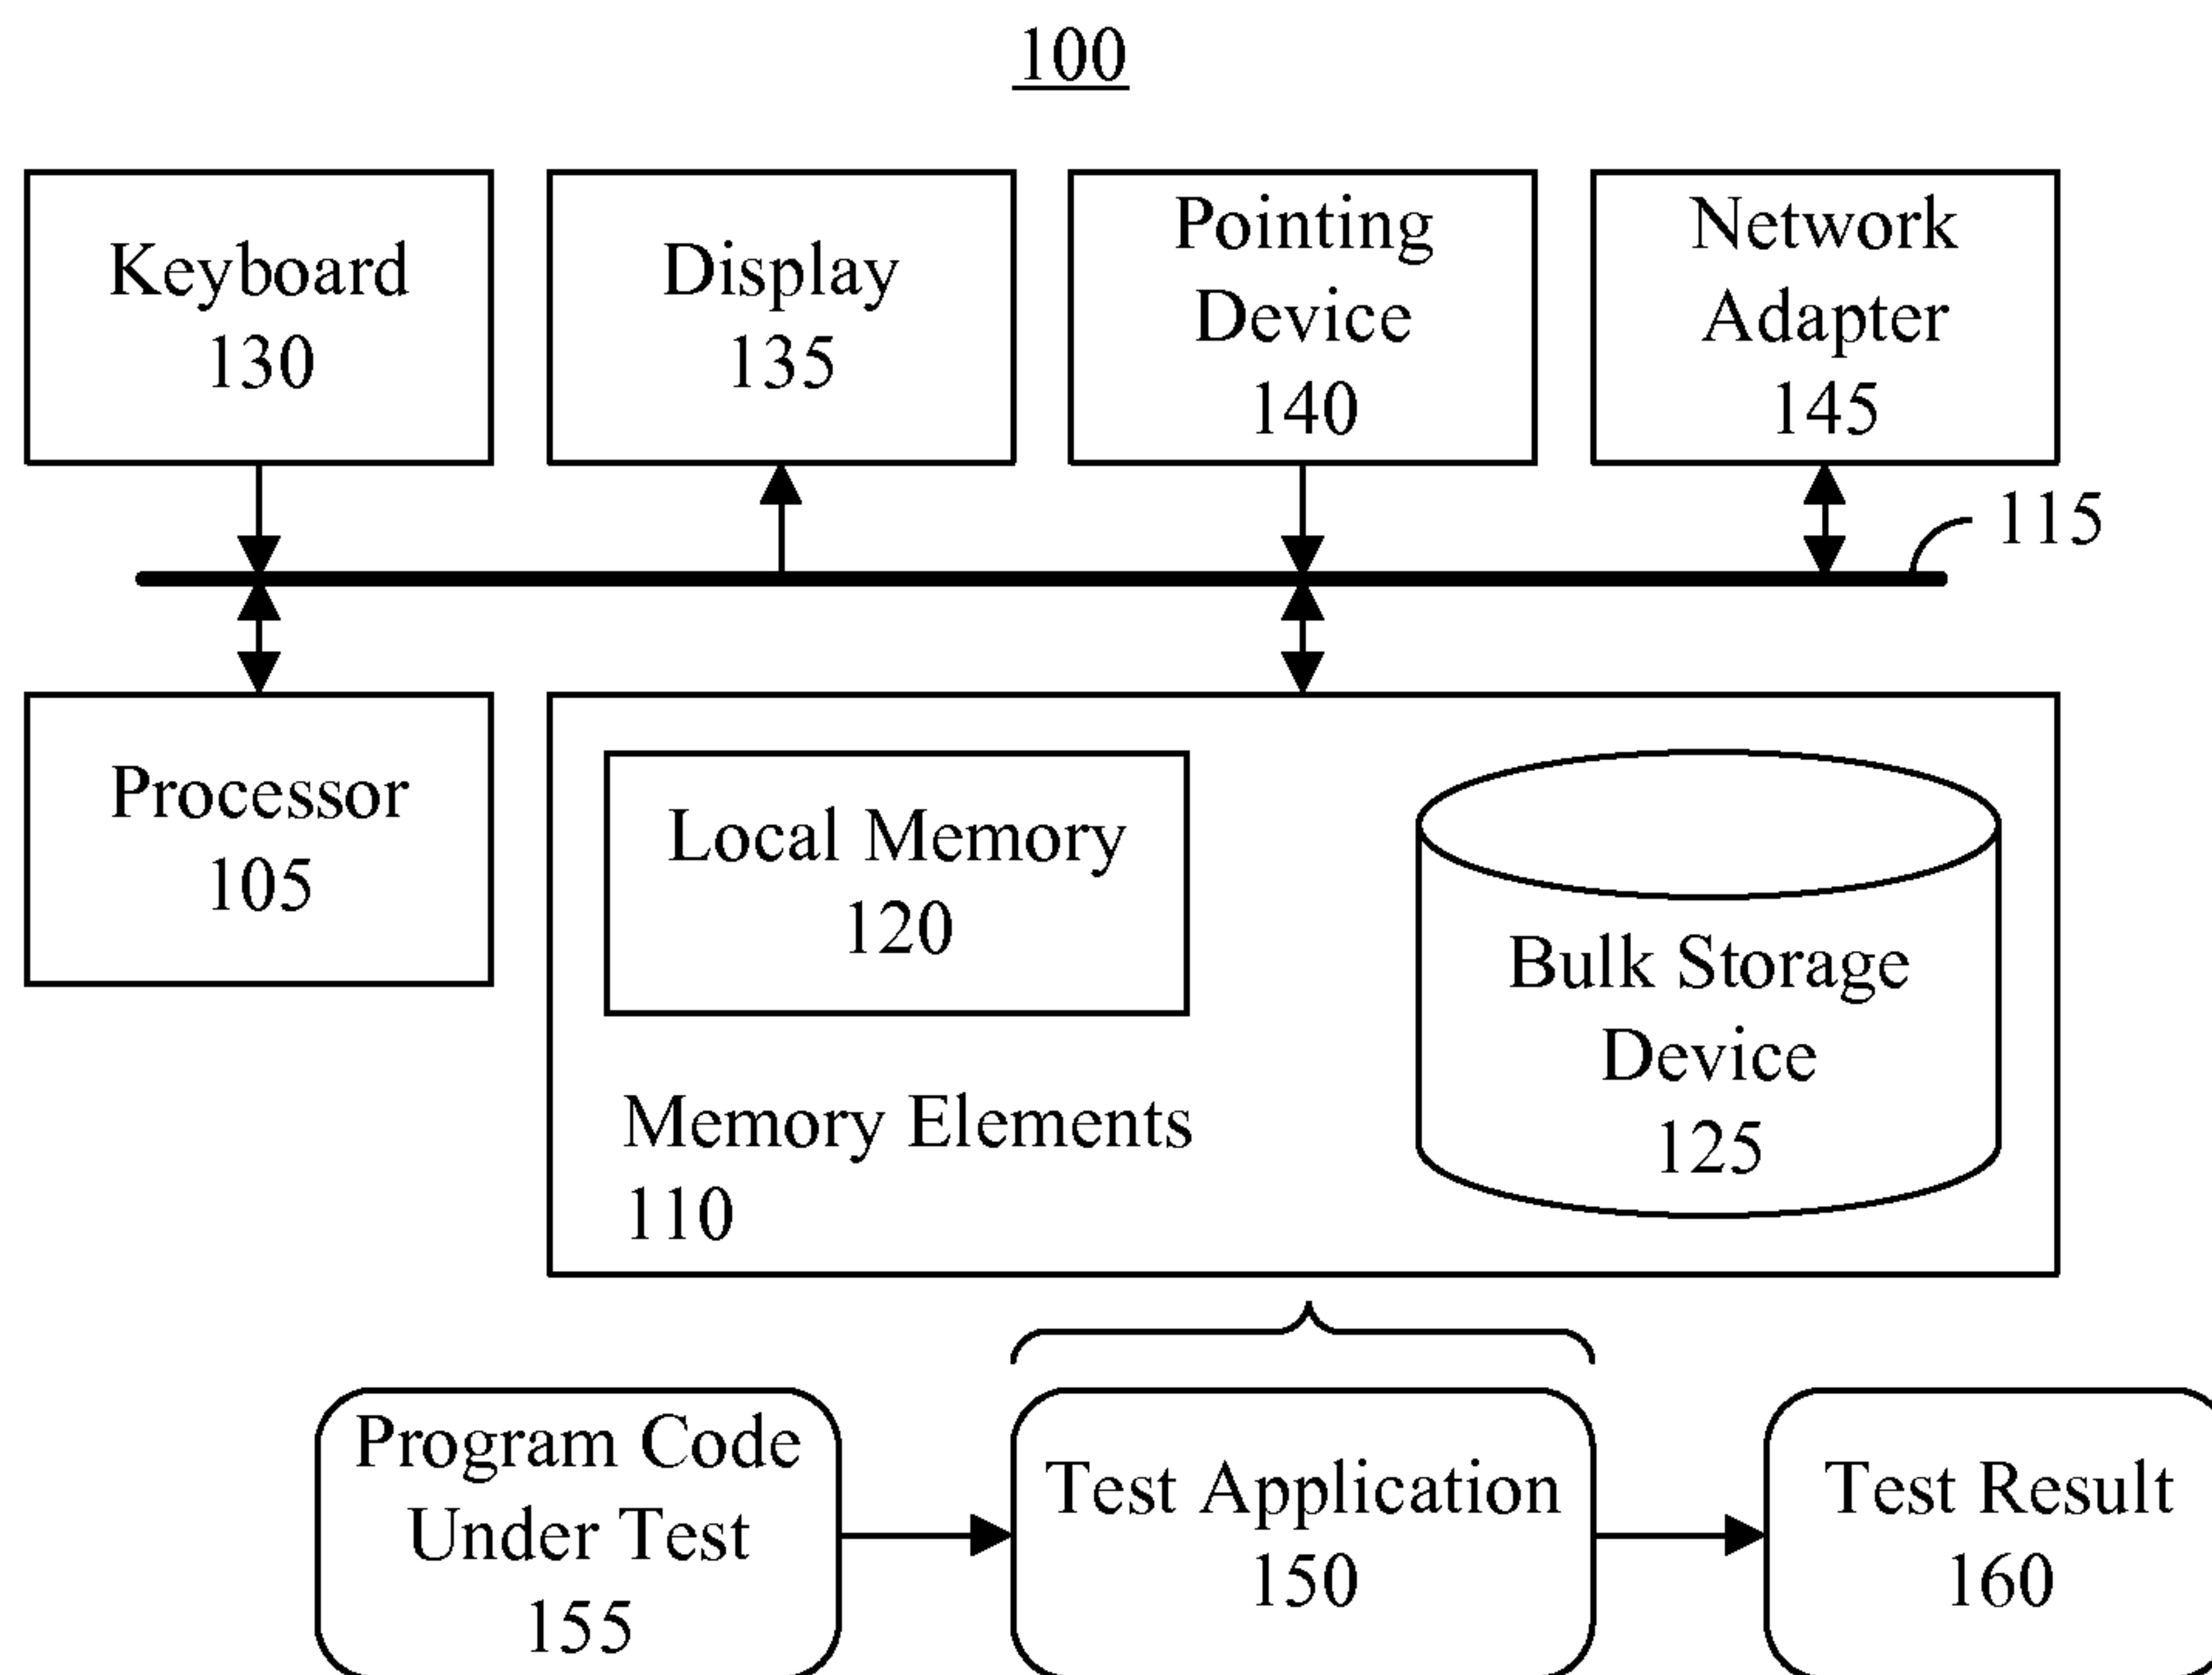 100
Keyboard
130
Display
135
Pointing
Device
140
Network
Adapter
145
115
Processor
105
Local Memory
120
Memory Elements
110
Bulk Storage
Device
125
Program Code
Under Test
155
Test Application
150
Test Result
160